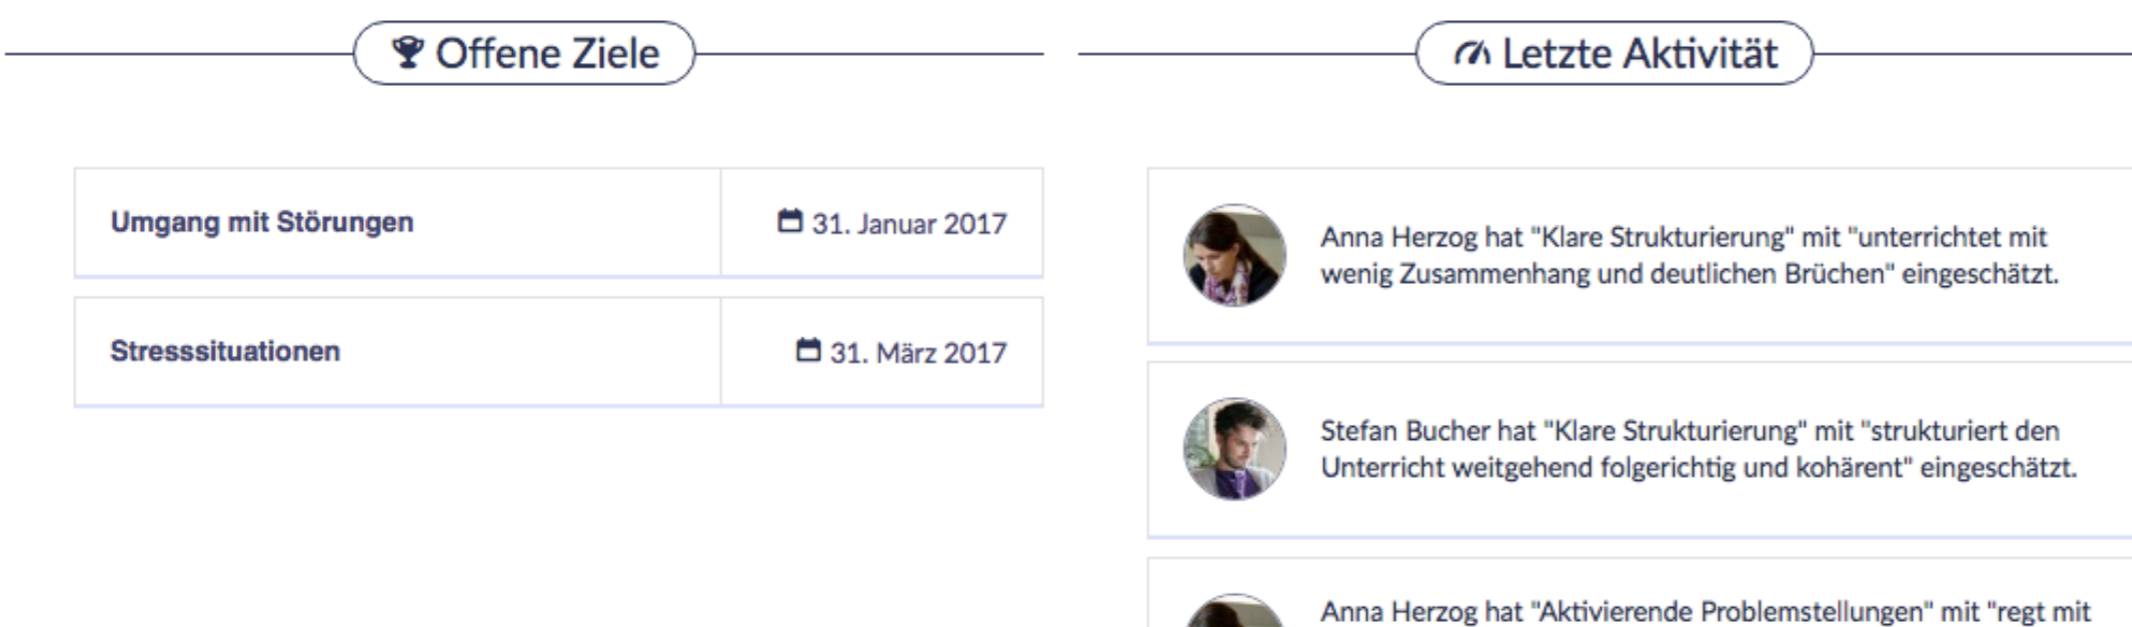 Offene Ziele
Umgang mit Störungen
31. Januar 2017
Stresssituationen
31. März 2017
Letzte Aktivität
Anna Herzog hat "Klare Strukturierung" mit "unterrichtet mit
wenig Zusammenhang und deutlichen Brüchen" eingeschätzt.
Stefan Bucher hat "Klare Strukturierung" mit "strukturiert den
Unterricht weitgehend folgerichtig und kohärent" eingeschätzt.
Anna Herzog hat "Aktivierende Problemstellungen" mit "regt mit